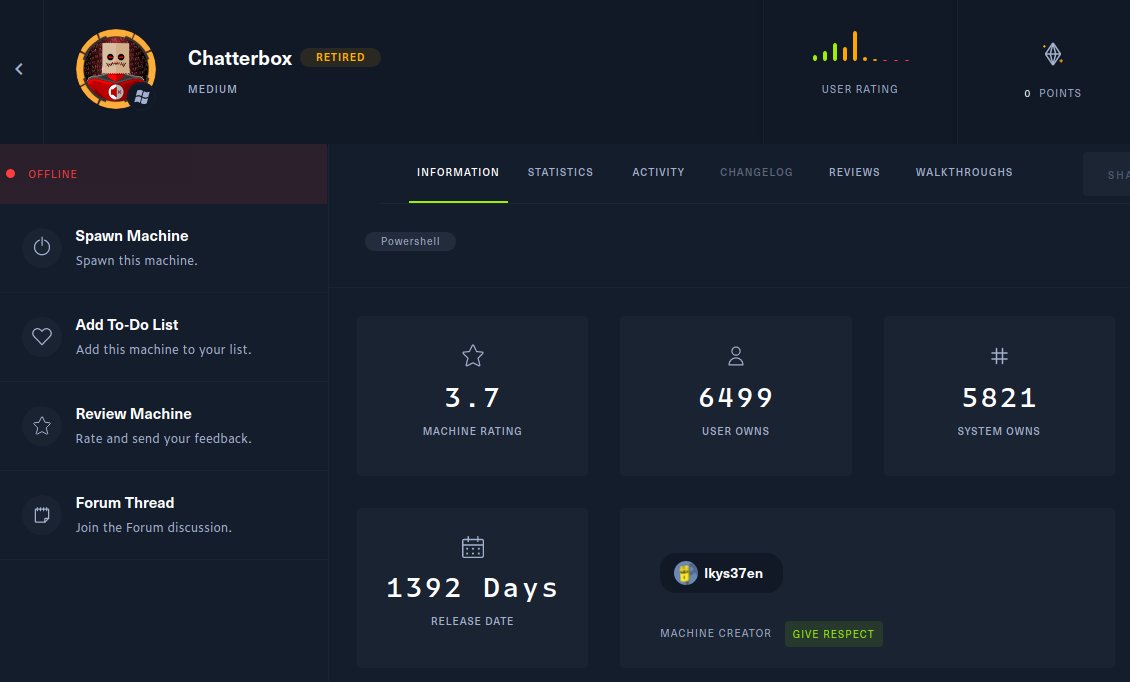 Chatterbox RETIRED
MEDIUM
USER RATING
0 POINTS
OFFLINE
INFORMATION STATISTICS ACTIVITY CHANGELOG REVIEWS WALKTHROUGHS SHA
Spawn Machine
Spawn this machine.
Add To-Do List
Add this machine to your list.
Review Machine
Rate and send your feedback.
Forum Thread
Join the Forum discussion.
Powershell
3.7
MACHINE RATING
6499
USER OWNS
5821
SYSTEM OWNS
1392 Days
RELEASE DATE
lkys37en
MACHINE CREATOR GIVE RESPECT